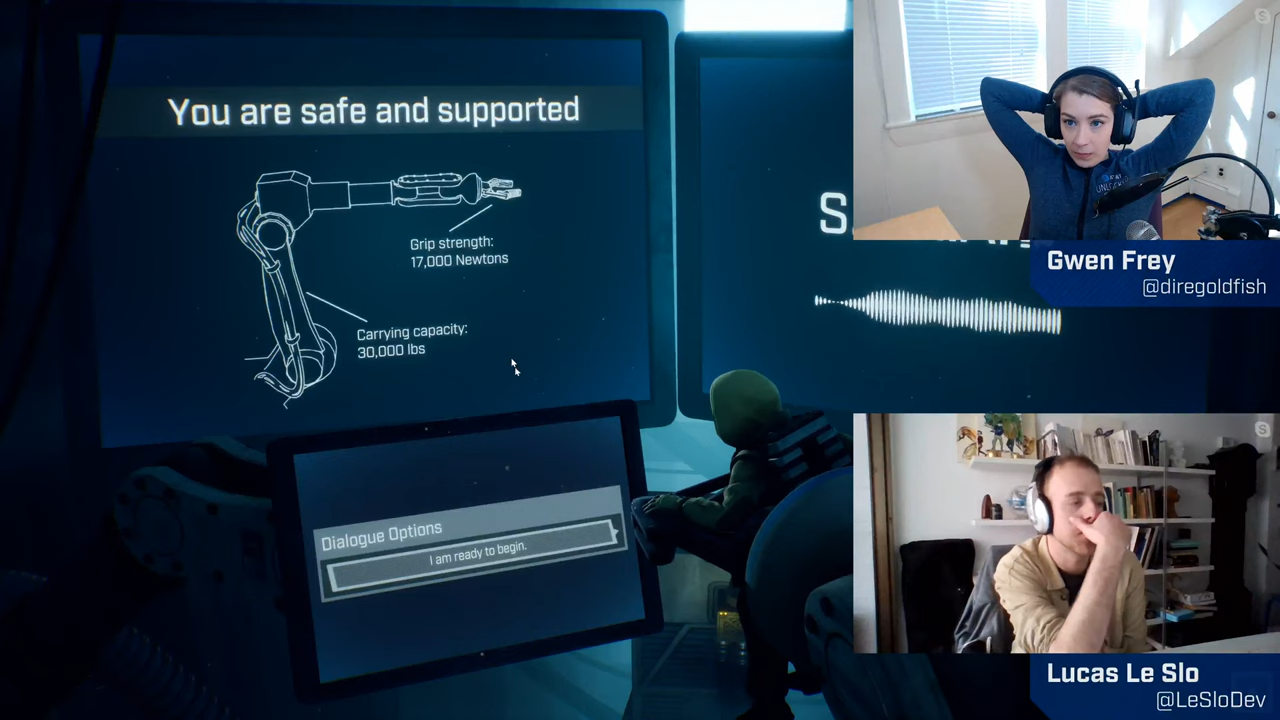 You are safe and supported
Grip strength:
17,000 Newtons
Carrying capacity:
30,000 lbs
Dialogue Options
I am ready to begin.
Gwen Frey
@diregoldfish
Lucas Le Slo
@LeSloDev